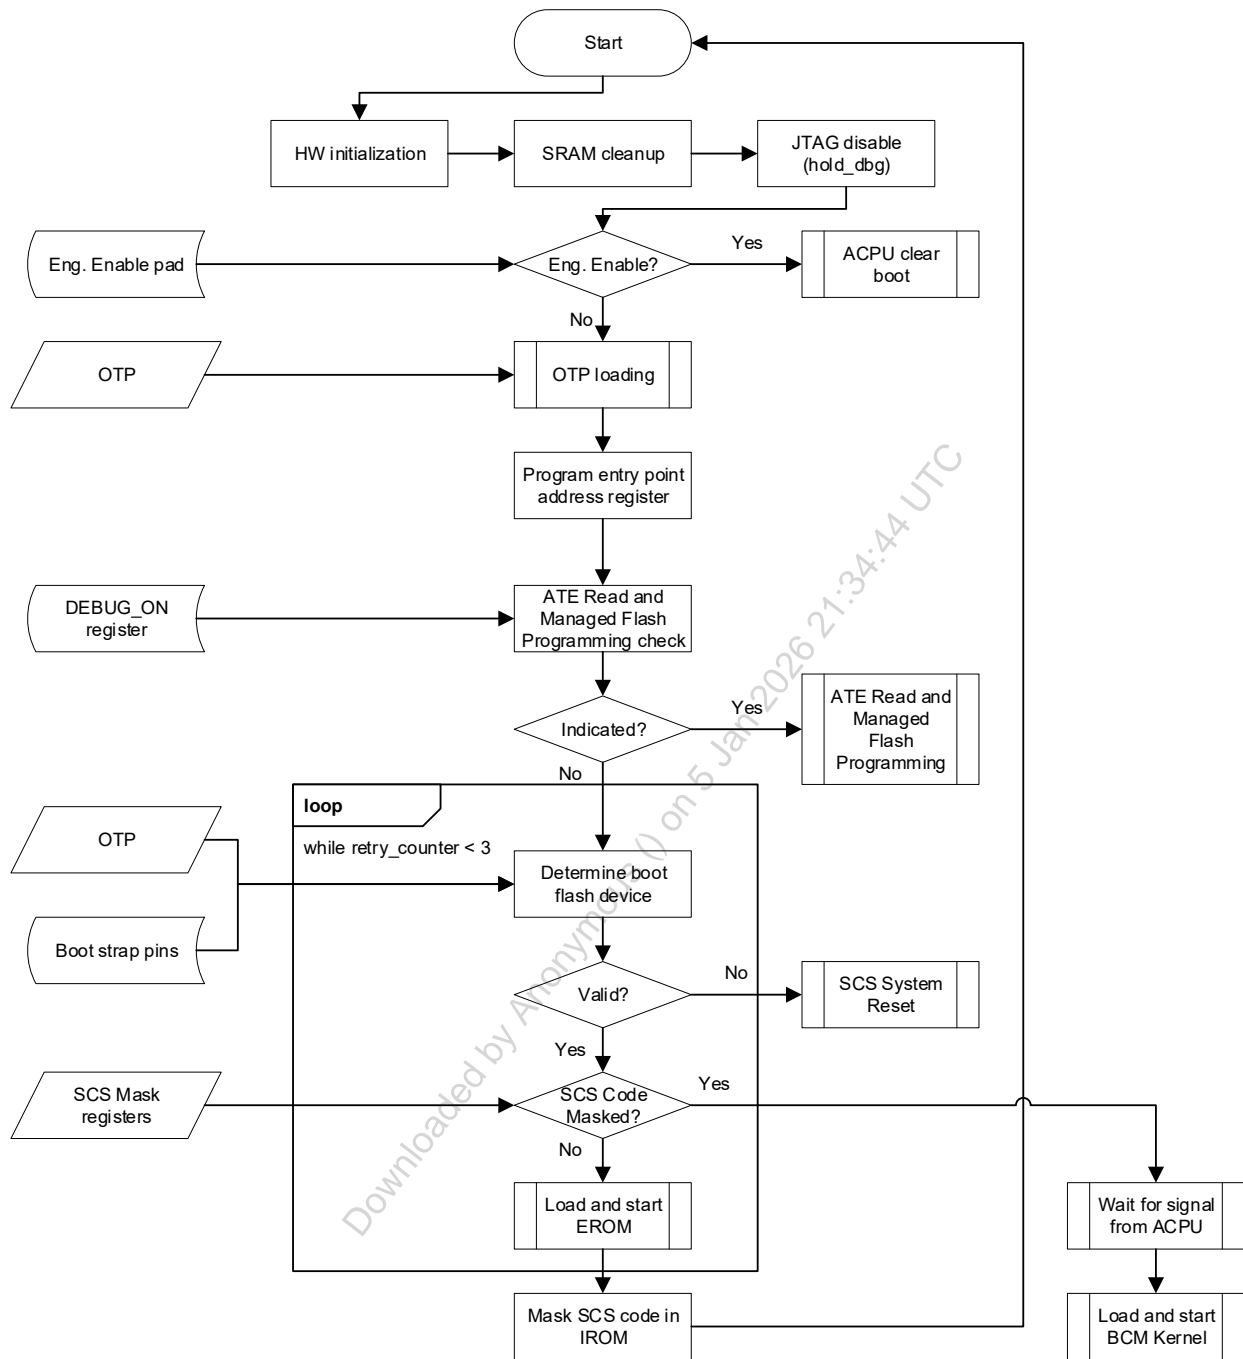 Start
HW initialization
SRAM cleanup
JTAG disable
(hold_dbg)
Eng. Enable pad
Eng. Enable?
Yes
ACPU clear
boot
No
OTP
OTP loading
Program entry point
address register
DEBUG_ON
register
ATE Read and
Managed Flash
Programming check
Indicated?
Yes
ATE Read and
Managed
Flash
Programming
No
loop
while retry_counter < 3
OTP
Boot strap pins
Determine boot
flash device
Valid?
No
SCS System
Reset
Yes
SCS Mask
registers
SCS Code
Masked?
Yes
No
Load and start
EROM
Wait for signal
from ACPU
Mask SCS code in
IROM
Load and start
BCM Kernel
Downloaded by Anonymous () on 5 Jan 2026 21:34:44 UTC